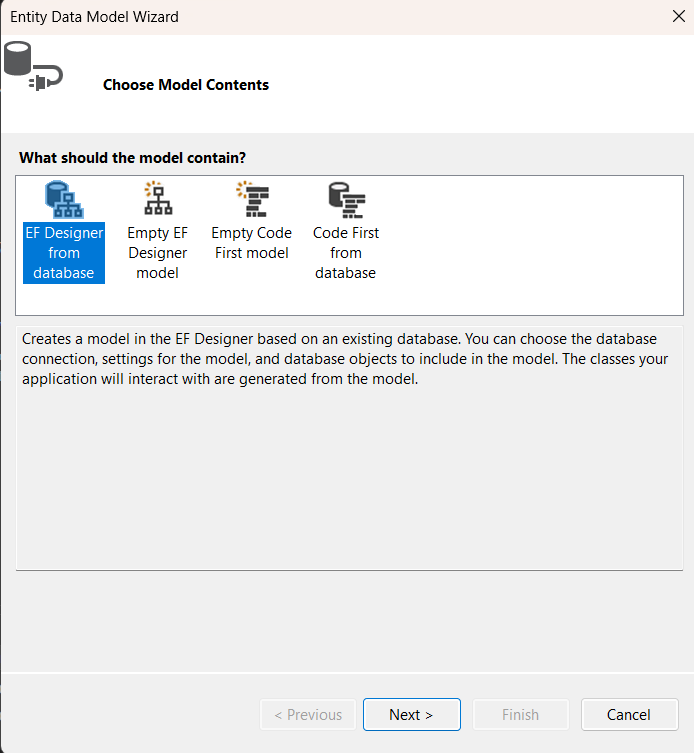 Entity Data Model Wizard
Choose Model Contents
What should the model contain?
EF Designer
from
database
Empty EF
Designer
model
Empty Code
First model
Code First
from
database
Creates a model in the EF Designer based on an existing database. You can choose the database
connection, settings for the model, and database objects to include in the model. The classes your
application will interact with are generated from the model.
< Previous
Next >
Finish
Cancel